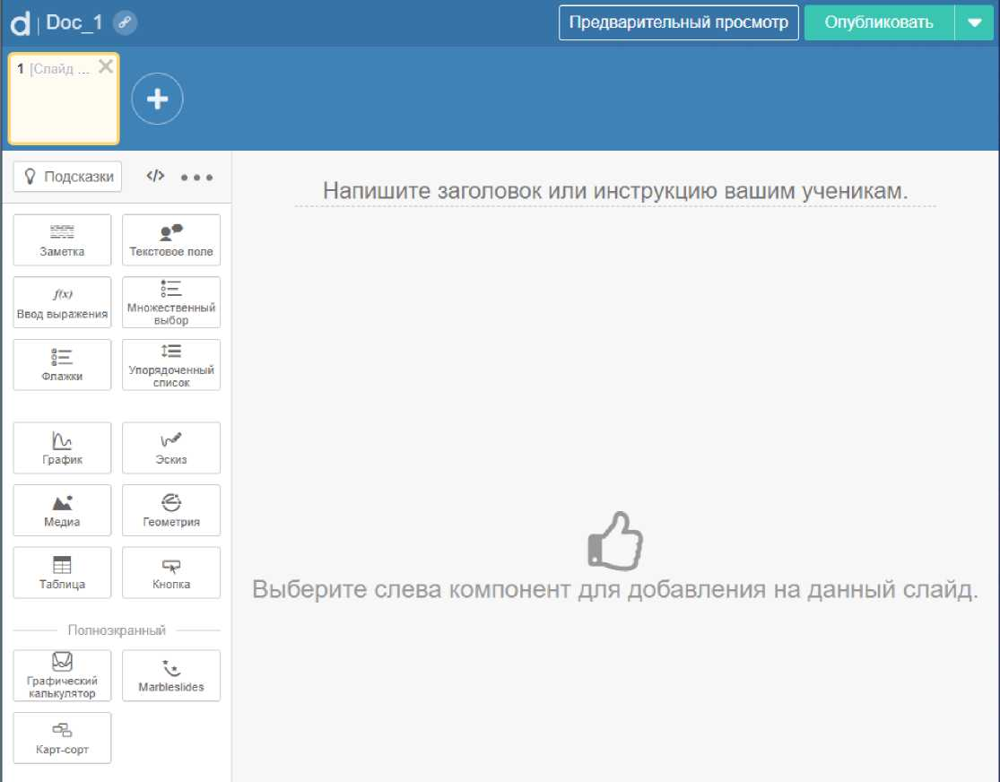 d | Doc_1
Предварительный просмотр
Опубликовать
1 [Слайд ...
Подсказки
</>
Напишите заголовок или инструкцию вашим ученикам.
Заметка
Текстовое поле
f(x)
Ввод выражения
Множественный
выбор
Флажки
Упорядоченный
список
График
Эскиз
Медиа
Геометрия
Таблица
Кнопка
Выберите слева компонент для добавления на данный слайд.
Полноэкранный
Графический
калькулятор
Marbleslides
Карт-сорт